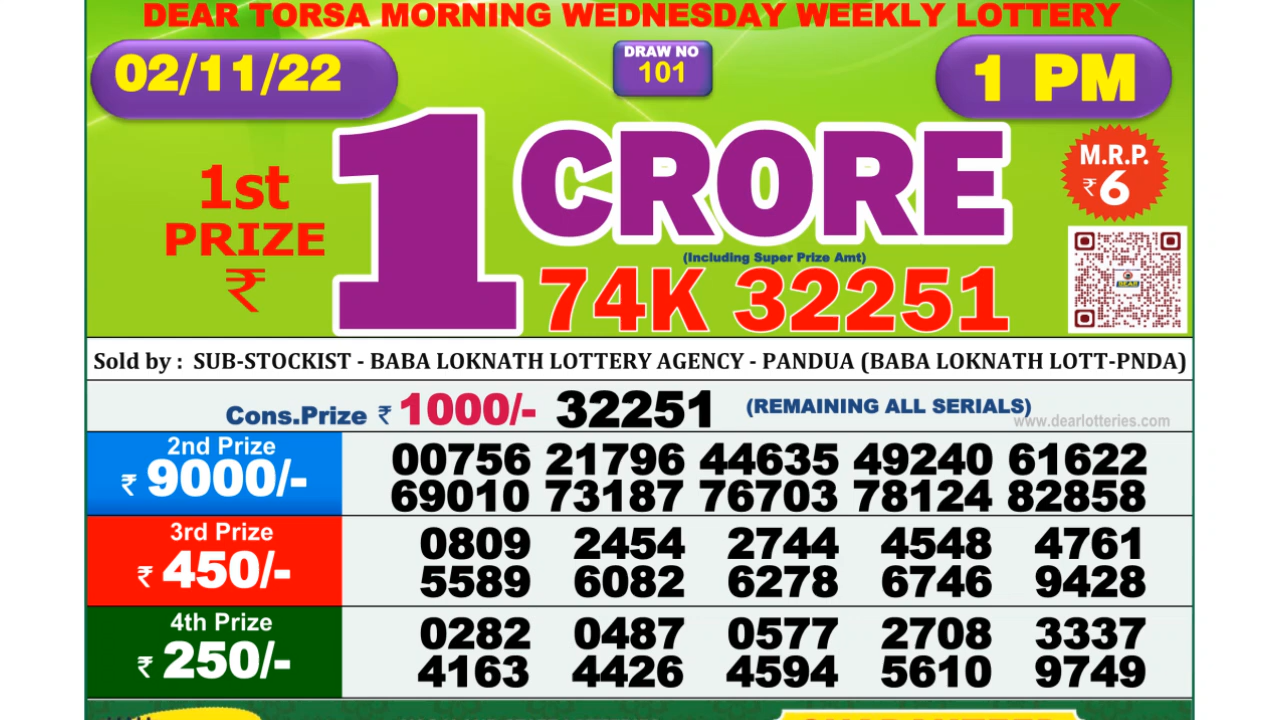 DEAR TORSA MORNING WEDNESDAY WEEKLY LOTTERY
02/11/22
DRAW NO
101
1 PM
1st
PRIZE
₹
1 CRORE
M.R.P.
₹6
(Including Super Prize Amt)
74K 32251
DEAR
Sold by : SUB-STOCKIST - BABA LOKNATH LOTTERY AGENCY - PANDUA (BABA LOKNATH LOTT-PNDA)
Cons.Prize ₹ 1000/- 32251 (REMAINING ALL SERIALS)
www.dearlotteries.com
2nd Prize
₹ 9000/-
00756 21796 44635 49240 61622
69010 73187 76703 78124 82858
3rd Prize
₹ 450/-
0809 2454 2744 4548 4761
5589 6082 6278 6746 9428
4th Prize
₹ 250/-
0282 0487 0577 2708 3337
4163 4426 4594 5610 9749